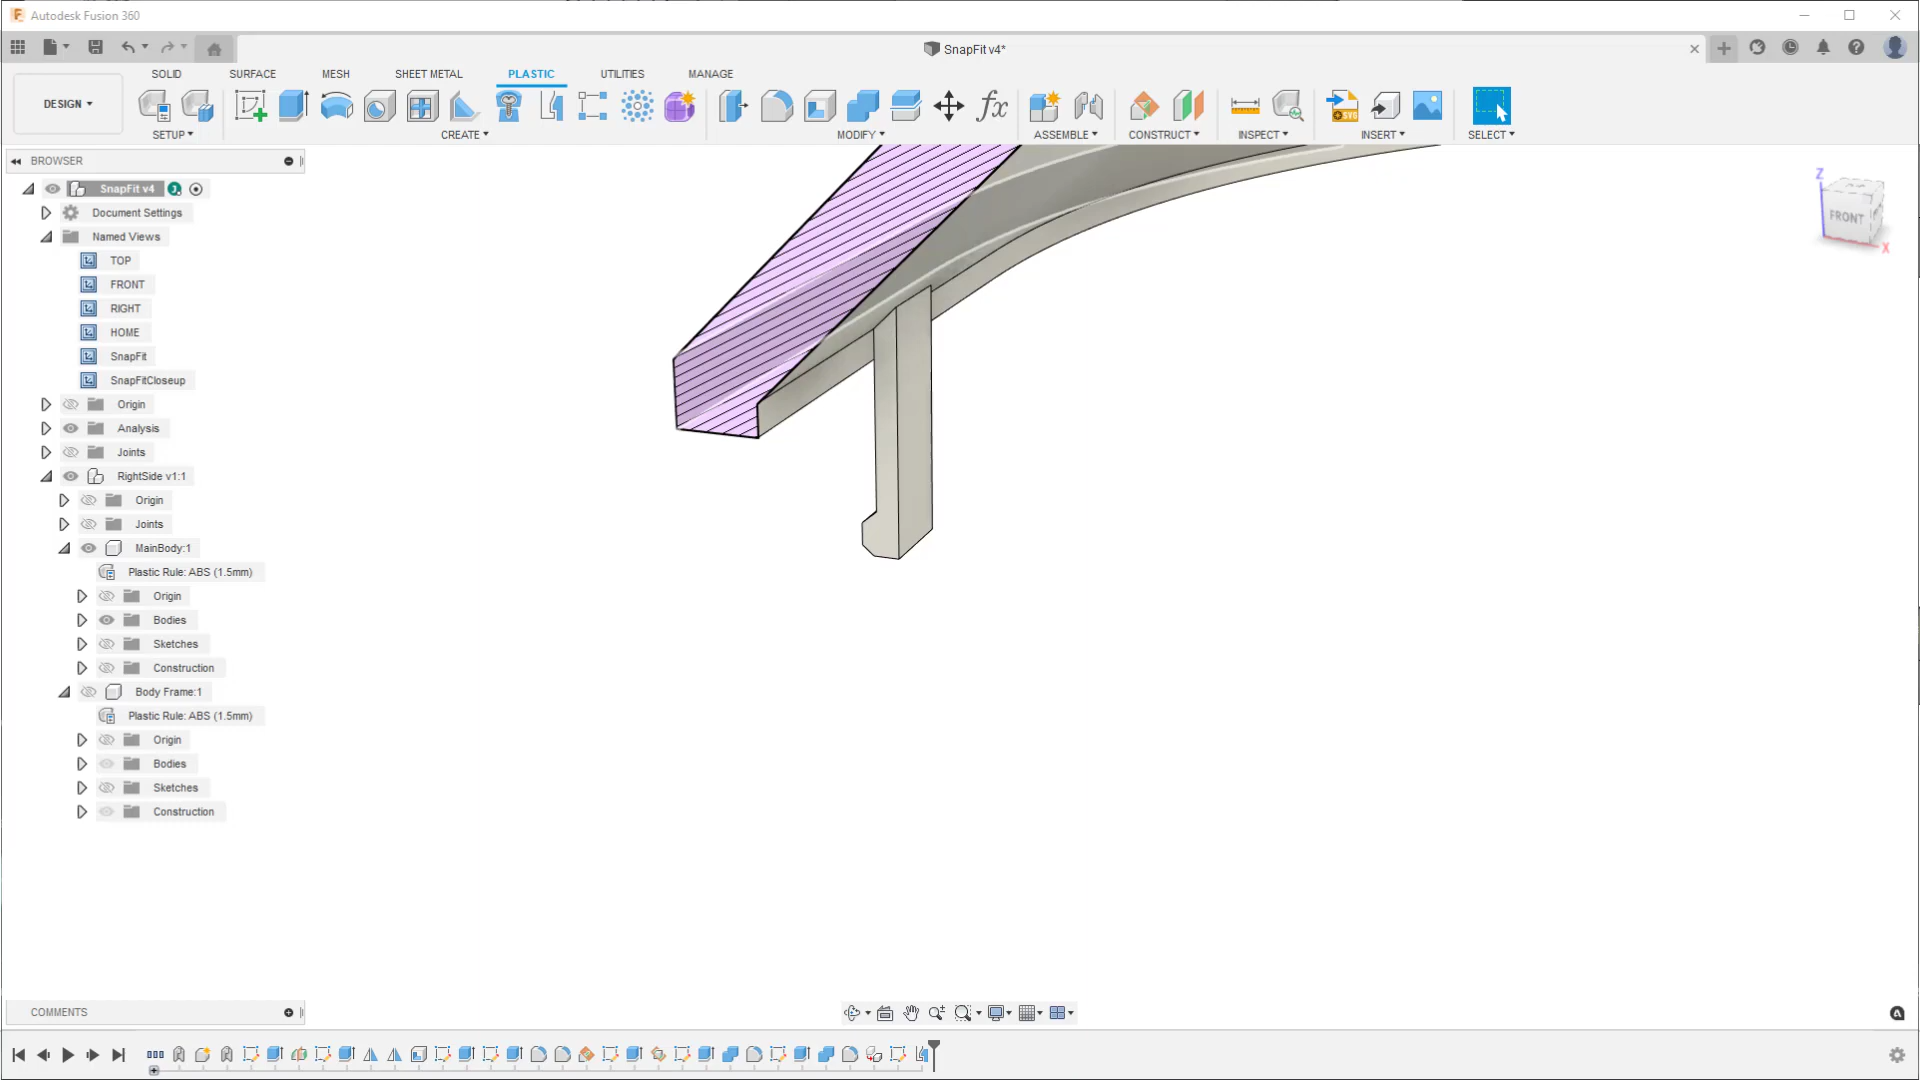 Autodesk Fusion 360
SnapFit v4*
SOLID
SURFACE
MESH
SHEET METAL
PLASTIC
UTILITIES
MANAGE
DESIGN
SETUP
CREATE
MODIFY
fx
ASSEMBLE
CONSTRUCT
INSPECT
SVG
INSERT
SELECT
BROWSER
SnapFit v4
Document Settings
Named Views
TOP
FRONT
RIGHT
HOME
SnapFit
SnapFitCloseup
Origin
Analysis
Joints
RightSide v1:1
Origin
Joints
MainBody:1
Plastic Rule: ABS (1.5mm)
Origin
Bodies
Sketches
Construction
Body Frame:1
Plastic Rule: ABS (1.5mm)
Origin
Bodies
Sketches
Construction
Z
FRONT
X
COMMENTS